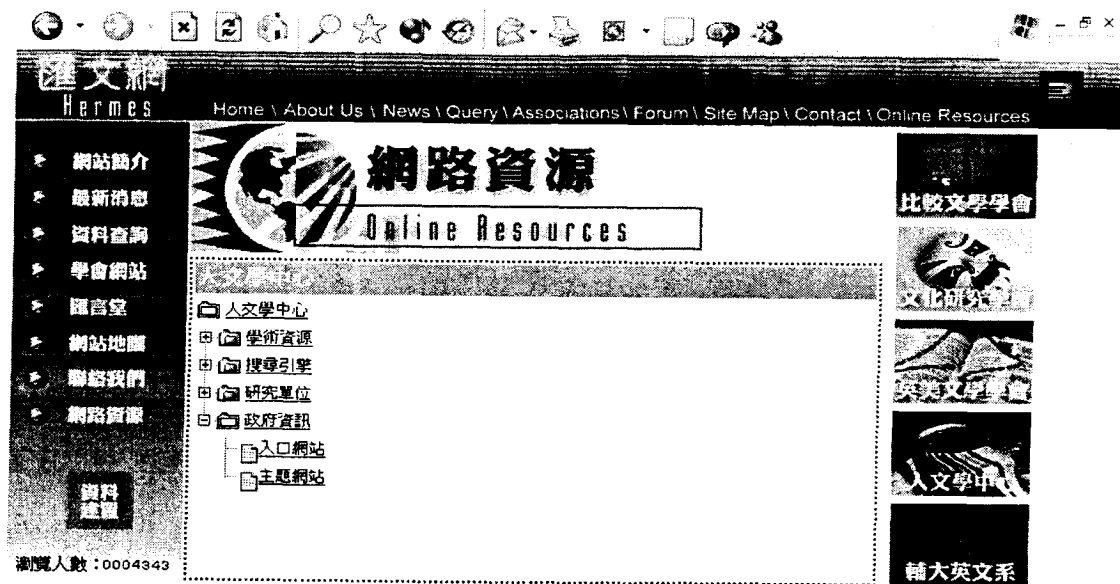 匯文網
Hermes
Home \ About Us \ News \ Query \ Associations \ Forum \ Site Map \ Contact \ Online Resources
網站簡介
最新消息
資料查詢
學會網站
匯言堂
網站地圖
聯絡我們
網路資源
資料
瀏覽人數：0004343
網路資源
Online Resources
人文學中心
人文學中心
學術資源
搜尋引擎
研究單位
政府資訊
入口網站
主題網站
比較文學學會
文化研究學會
英美文學學會
人文學中心
輔大英文系